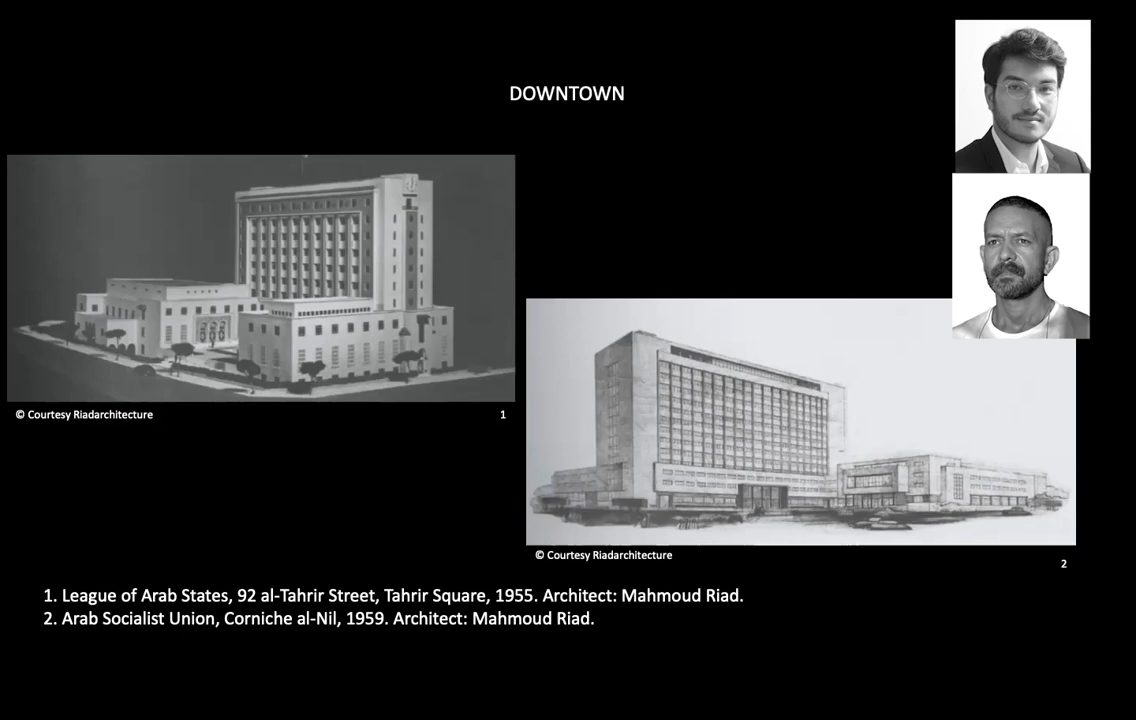 DOWNTOWN
© Courtesy Riadarchitecture
1
© Courtesy Riadarchitecture
2
1. League of Arab States, 92 al-Tahrir Street, Tahrir Square, 1955. Architect: Mahmoud Riad.
2. Arab Socialist Union, Corniche al-Nil, 1959. Architect: Mahmoud Riad.